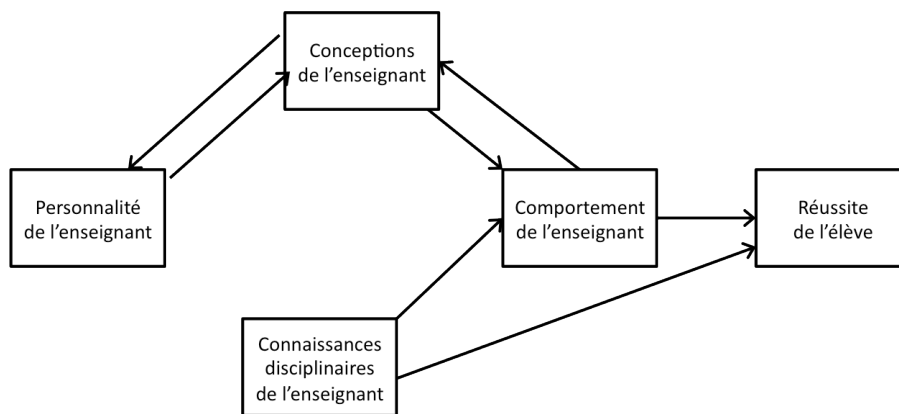 Conceptions
de l’enseignant
Personnalité
de l’enseignant
Comportement
de l’enseignant
Réussite
de l’élève
Connaissances
disciplinaires
de l’enseignant